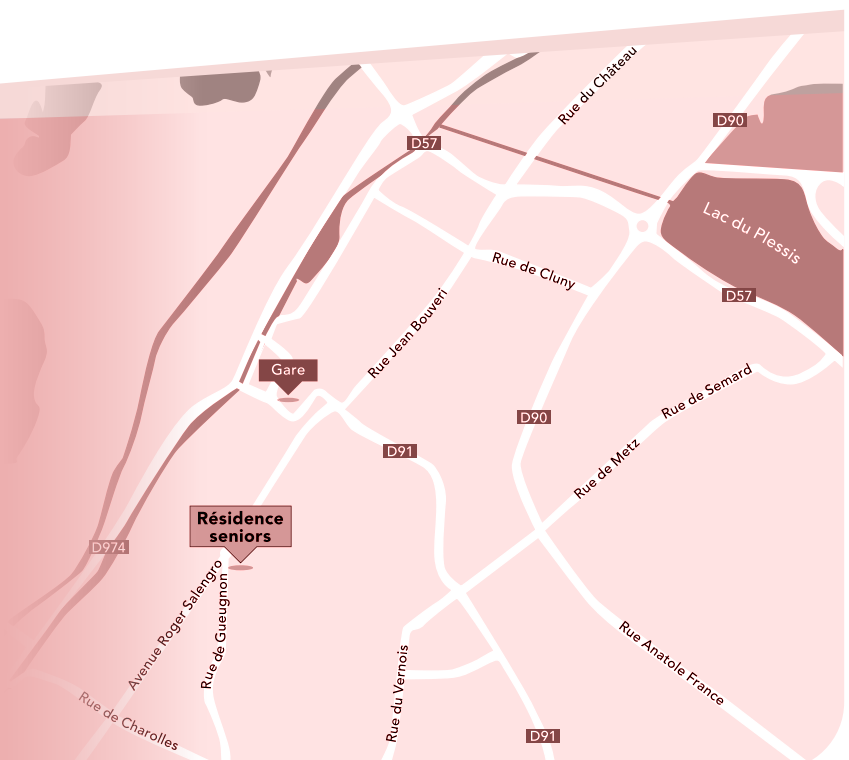 Rue du Château
D90
D57
Lac du Plessis
Rue de Cluny
D57
Rue Jean Bouveri
Gare
Rue de Semard
D90
D91
Rue de Metz
Résidence
seniors
D974
Avenue Roger Salengro
Rue de Gueugnon
Rue Anatole France
Rue du Vernois
Rue de Charolles
D91